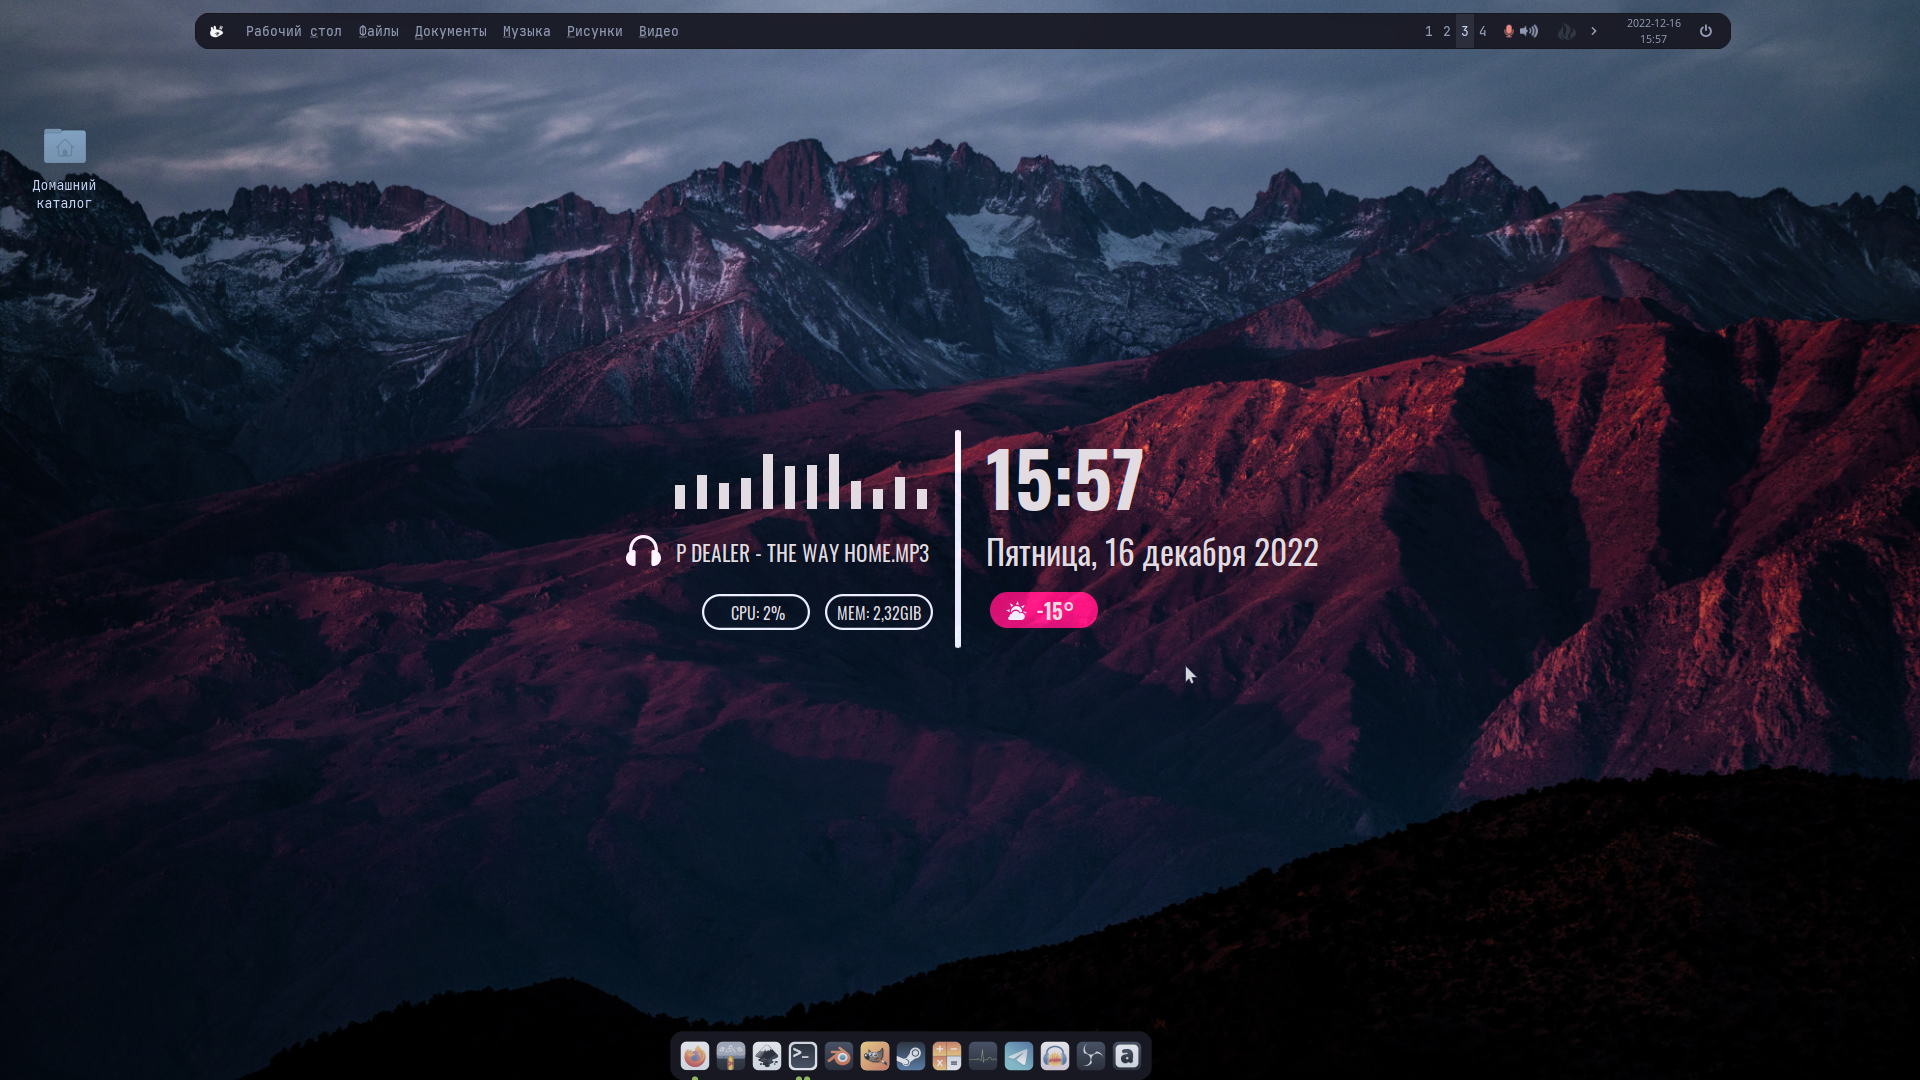 Рабочий стол Файлы Документы Музыка Рисунки Видео
1 2 3 4
2022-12-16
15:57
Домашний
каталог
15:57
P DEALER - THE WAY HOME.MP3
Пятница, 16 декабря 2022
CPU: 2% MEM: 2,32GIB
-15°
a